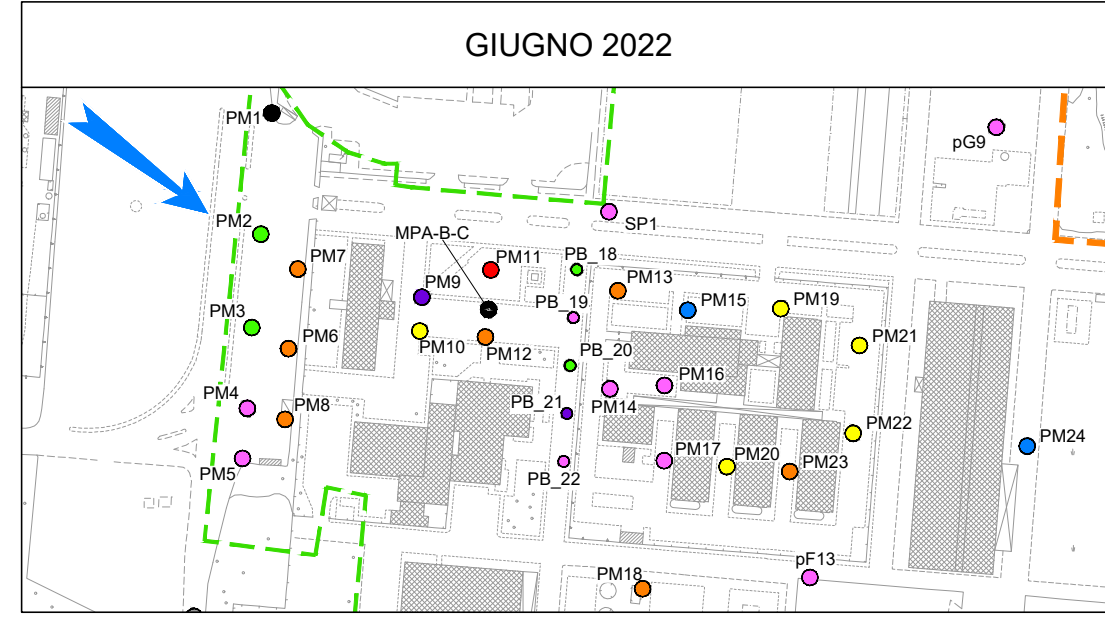 GIUGNO 2022
PM1
pG9
PM2
SP1
MPA-B-C
PM7
PM11
PB_18
PM13
PM9
PB_19
PM15
PM19
PM3
PM6
PM10
PM12
PB_20
PM21
PM16
PM4
PM8
PB_21
PM14
PM22
PM24
PM5
PB_22
PM17
PM20
PM23
PM18
pF13